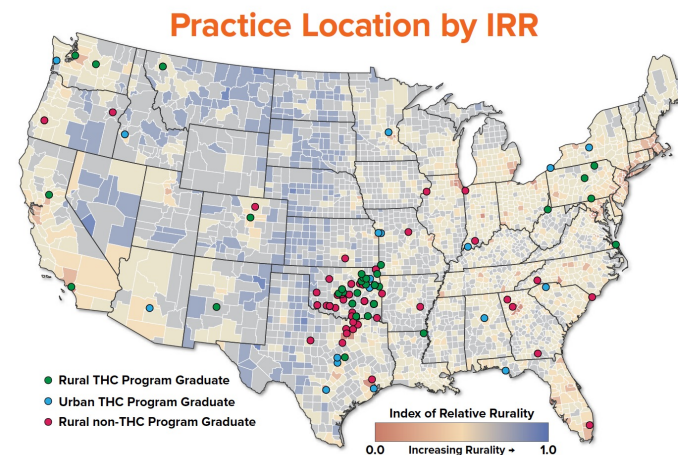 Practice Location by IRR
Rural THC Program Graduate
Urban THC Program Graduate
Rural non-THC Program Graduate
Index of Relative Rurality
0.0 Increasing Rurality → 1.0